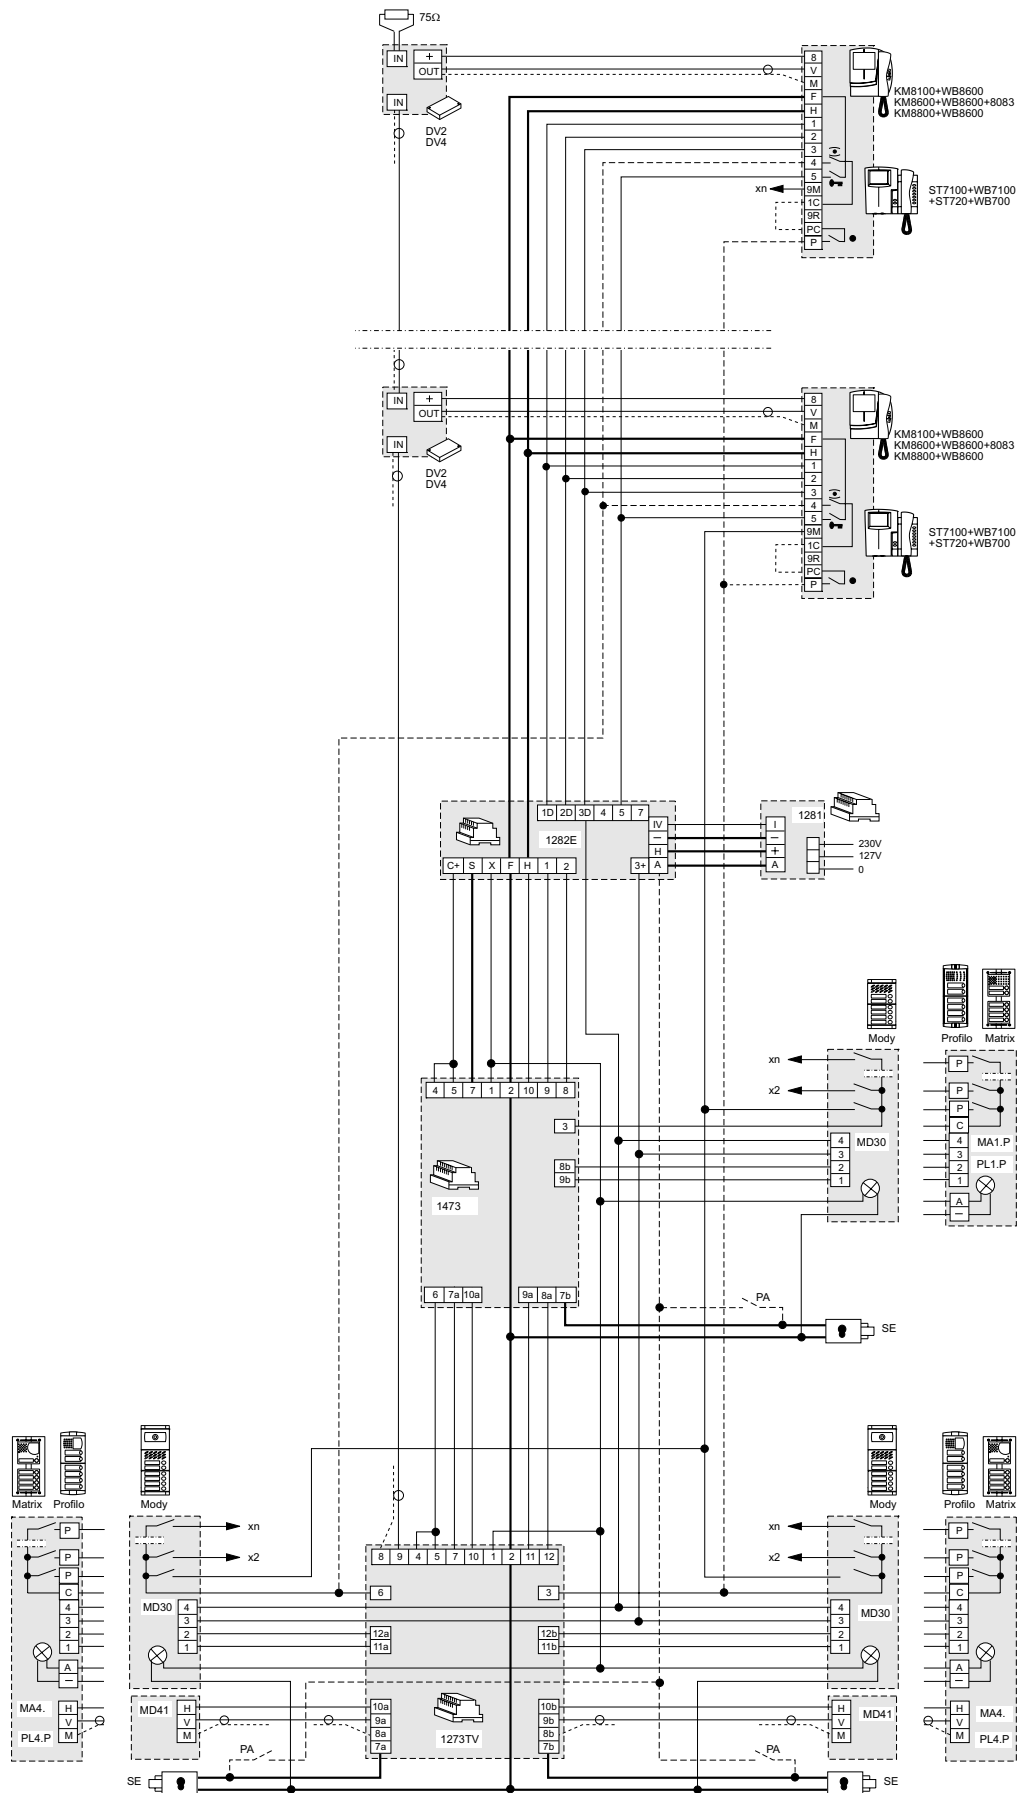 75Ω
IN
+
OUT
IN
DV2
DV4
8
V
M
F
H
1
2
3
4
5
9M
1C
9R
PC
P
xn
KM8100+WB8600
KM8600+WB8600+8083
KM8800+WB8600
ST7100+WB7100
+ST720+WB700
IN
+
OUT
IN
DV2
DV4
8
V
M
F
H
1
2
3
4
5
9M
1C
9R
PC
P
KM8100+WB8600
KM8600+WB8600+8083
KM8800+WB8600
ST7100+WB7100
+ST720+WB700
1D 2D 3D 4 5 7
1282E
IV
–
H
3+ A
C+ S X F H 1 2
1281
I
–
+
A
230V
127V
0
Mody
Profilo Matrix
xn
x2
MD30
4
3
2
1
P
P
P
C
4
3
2
1
A
–
MA1.P
PL1.P
4 5 7 1 2 10 9 8
3
8b
9b
1473
6 7a 10a 9a 8a 7b
PA
SE
Matrix Profilo
Mody
Mody
Profilo Matrix
P
P
P
C
4
3
2
1
A
–
MA4.
PL4.P
H
V
M
xn
x2
MD30
4
3
2
1
MD41
H
V
M
8 9 4 5 7 10 1 2 11 12
6
3
12a
11a
12b
11b
10a
9a
8a
7a
10b
9b
8b
7b
1273TV
xn
x2
4
3
2
1
MD30
H
V
M
MD41
P
P
P
C
4
3
2
1
A
–
H
V
M
MA4.
PL4.P
PA
PA
SE
SE